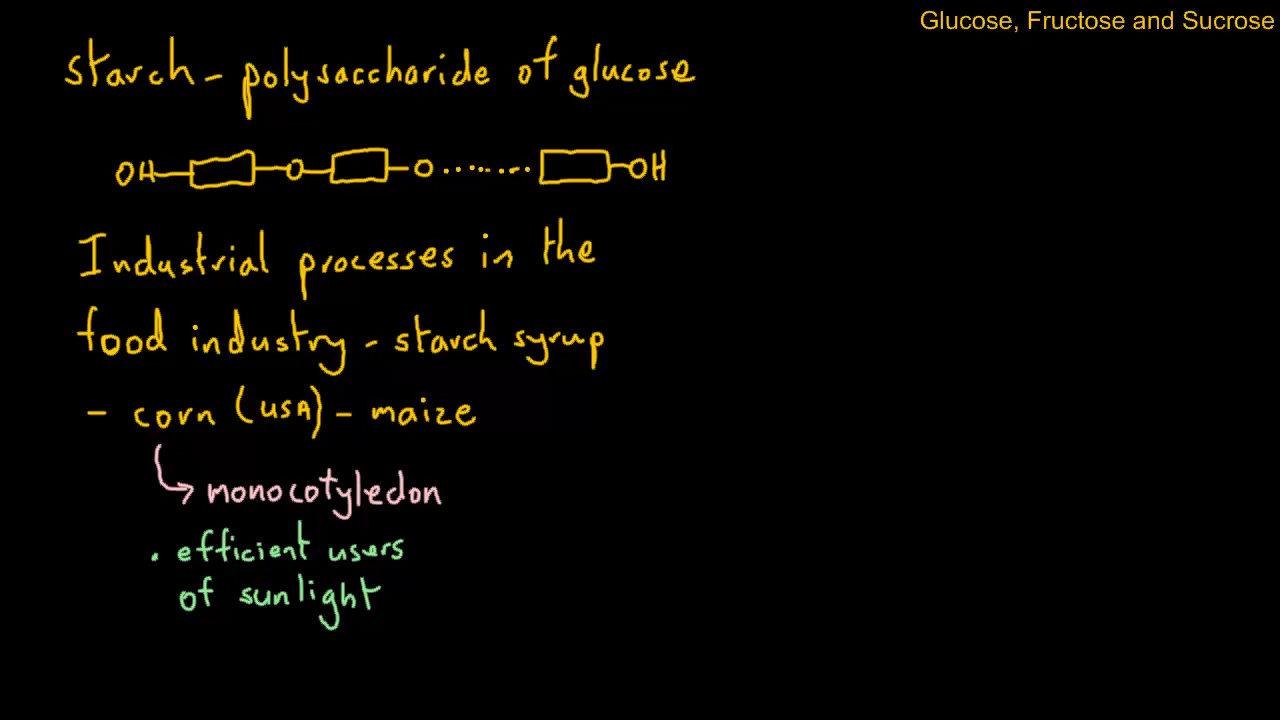 Glucose, Fructose and Sucrose
starch - polysaccharide of glucose
OH-▭-O-▭-O........▭-OH
Industrial processes in the
food industry - starch syrup
- corn (USA) - maize
↳ monocotyledon
. efficient users
of sunlight